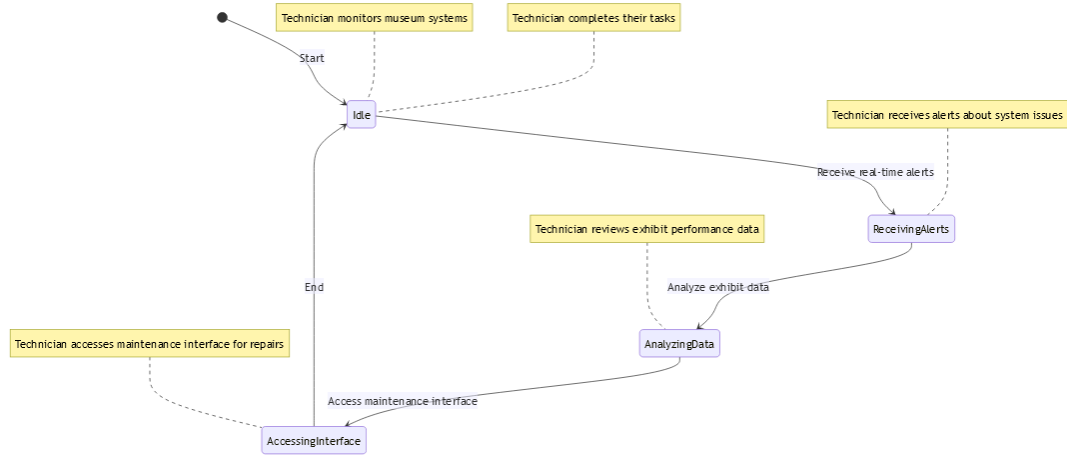 Technician monitors museum systems
Technician completes their tasks
Start
Idle
Technician receives alerts about system issues
Receive real-time alerts
Technician reviews exhibit performance data
ReceivingAlerts
End
Analyze exhibit data
Technician accesses maintenance interface for repairs
AnalyzingData
Access maintenance interface
AccessingInterface